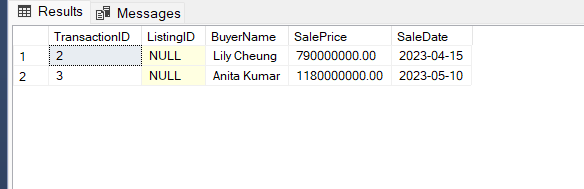 Results Messages
TransactionID ListingID BuyerName SalePrice SaleDate
1 2 NULL Lily Cheung 790000000.00 2023-04-15
2 3 NULL Anita Kumar 1180000000.00 2023-05-10